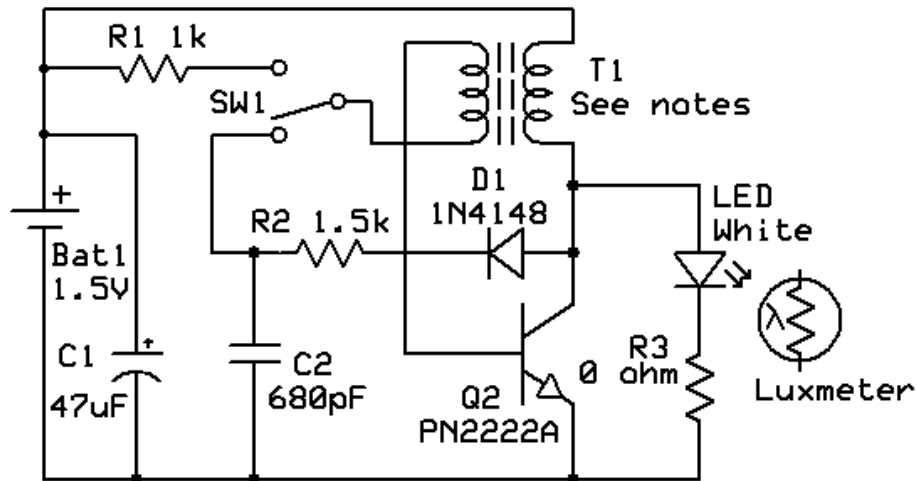 R1 1k
SW1
T1
See notes
D1
1N4148
R2 1.5k
LED
White
+
Bat1
1.5V
C1
47uF
+
C2
680pF
Q2
PN2222A
R3
0 ohm
λ
Luxmeter